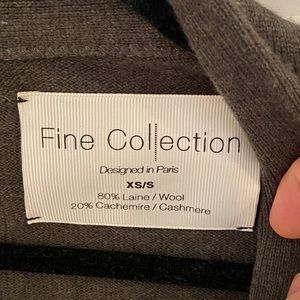 Fine Collection
Designed in Paris
XS/S
80% Laine / Wool
20% Cachemire / Cashmere